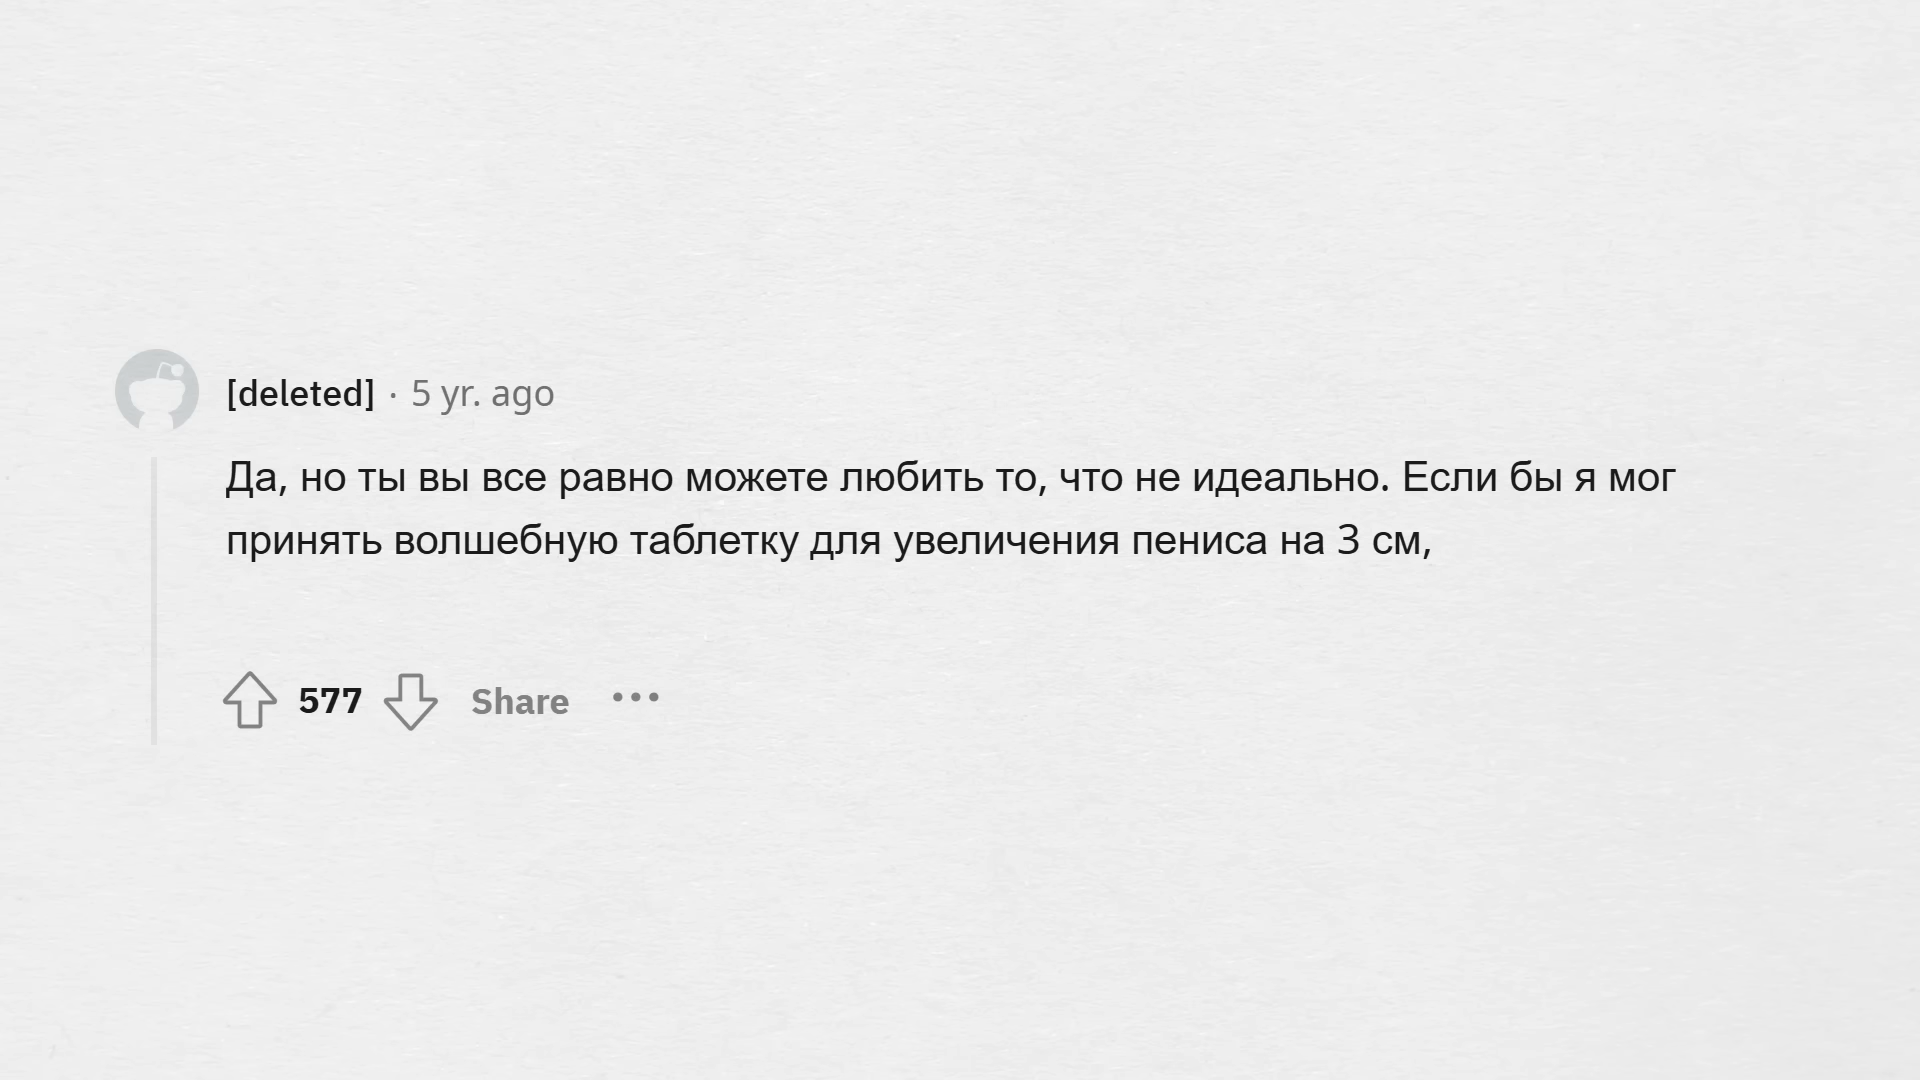 [deleted] · 5 yr. ago
Да, но ты вы все равно можете любить то, что не идеально. Если бы я мог
принять волшебную таблетку для увеличения пениса на 3 см,
577 Share •••